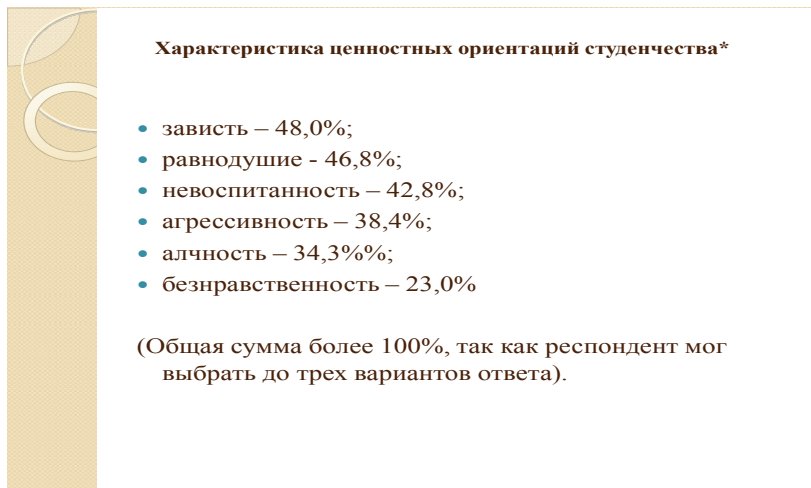 Характеристика ценностных ориентаций студенчества*
• зависть – 48,0%;
• равнодушие - 46,8%;
• невоспитанность – 42,8%;
• агрессивность – 38,4%;
• алчность – 34,3%%;
• безнравственность – 23,0%
(Общая сумма более 100%, так как респондент мог
выбрать до трех вариантов ответа).